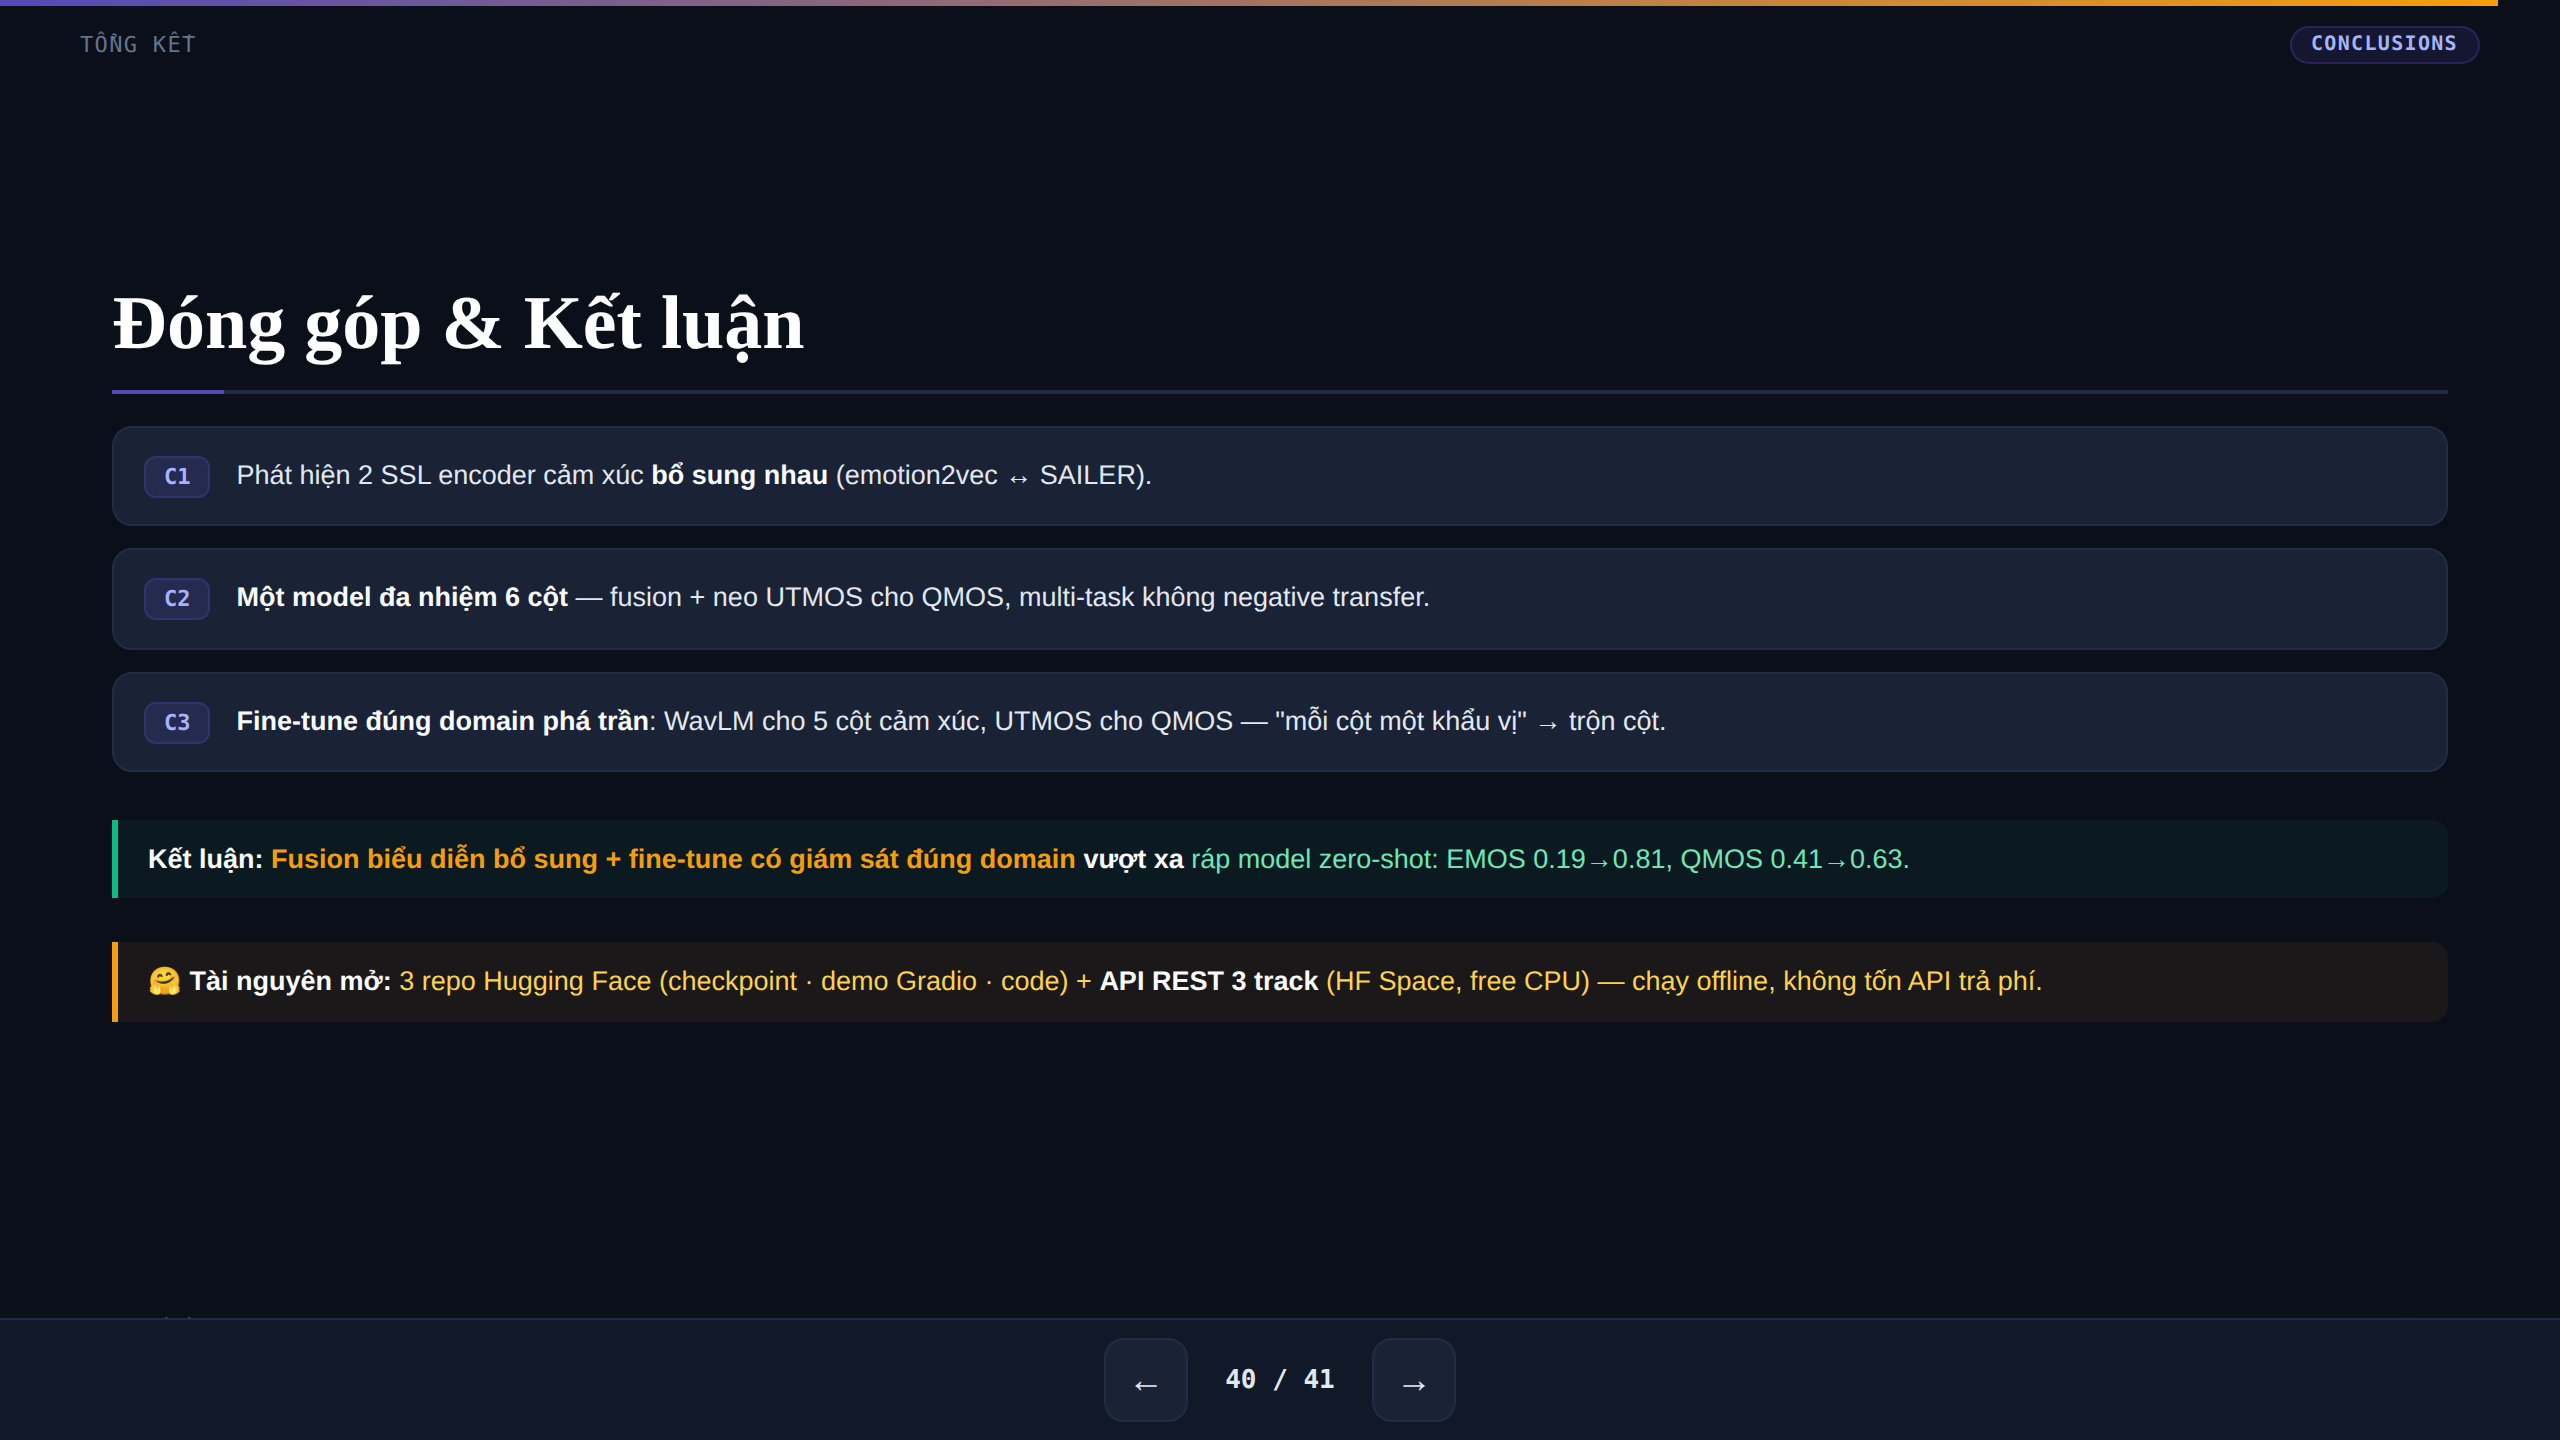 TỔNG KẾT
CONCLUSIONS
Đóng góp & Kết luận
C1 Phát hiện 2 SSL encoder cảm xúc bổ sung nhau (emotion2vec ↔ SAILER).
C2 Một model đa nhiệm 6 cột — fusion + neo UTMOS cho QMOS, multi-task không negative transfer.
C3 Fine-tune đúng domain phá trần: WavLM cho 5 cột cảm xúc, UTMOS cho QMOS — "mỗi cột một khẩu vị" → trộn cột.
Kết luận: Fusion biểu diễn bổ sung + fine-tune có giám sát đúng domain vượt xa ráp model zero-shot: EMOS 0.19→0.81, QMOS 0.41→0.63.
🤗 Tài nguyên mở: 3 repo Hugging Face (checkpoint · demo Gradio · code) + API REST 3 track (HF Space, free CPU) — chạy offline, không tốn API trả phí.
← 40 / 41 →